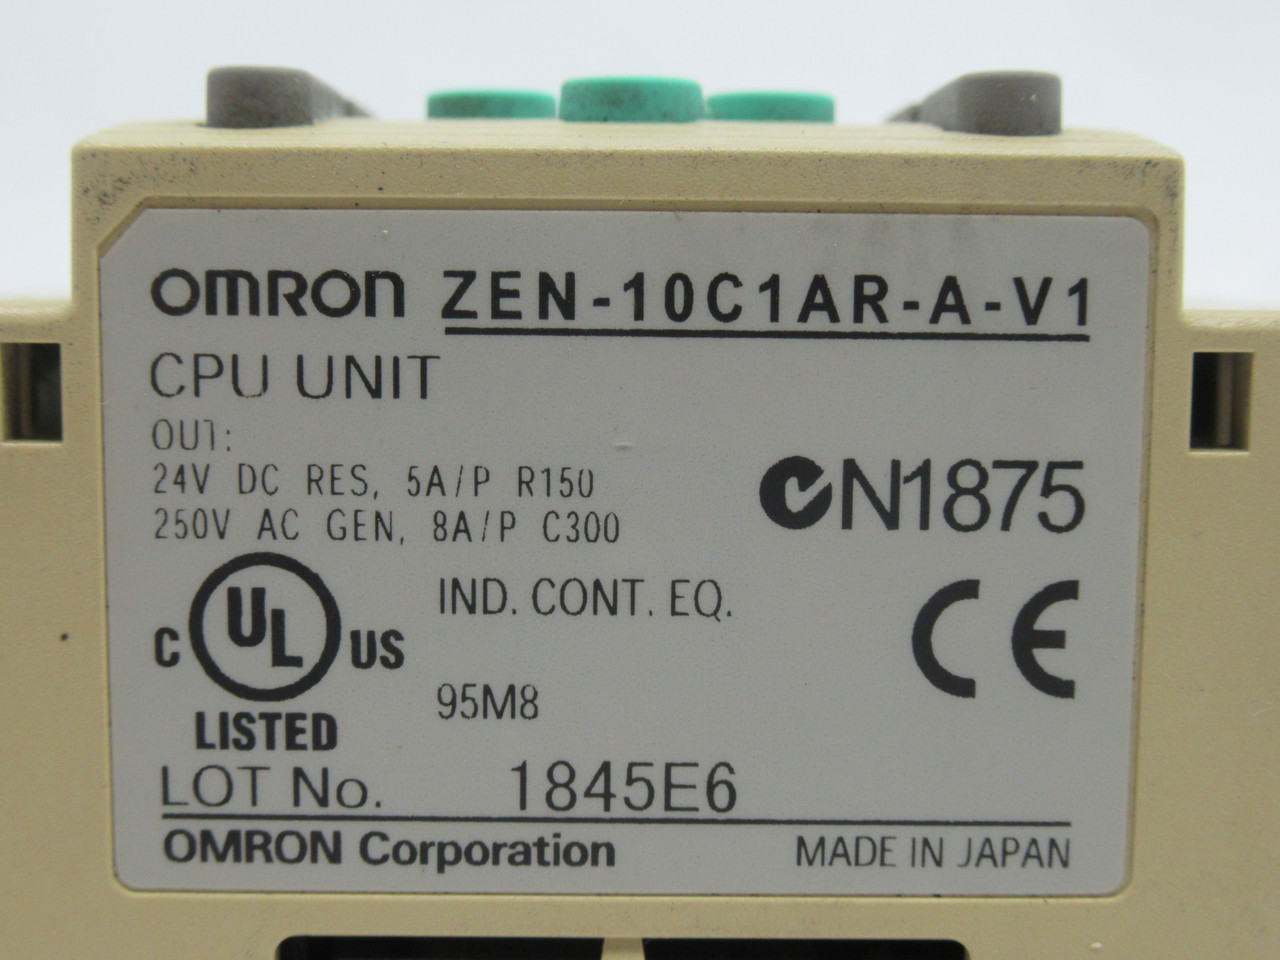 OMRON ZEN-10C1AR-A-V1
CPU UNIT
OUT:
24V DC RES, 5A/P R150
250V AC GEN, 8A/P C300
N1875
IND. CONT. EQ.
C UL US
LISTED
CE
95M8
LOT No. 1845E6
OMRON Corporation MADE IN JAPAN